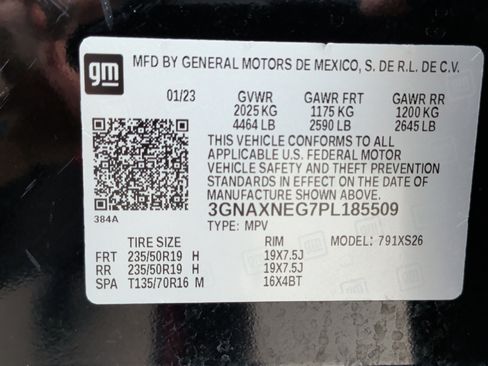 gm
MFD BY GENERAL MOTORS DE MEXICO, S. DE R.L. DE C.V.
01/23 GVWR GAWR FRT GAWR RR
2025 KG 1175 KG 1200 KG
4464 LB 2590 LB 2645 LB
THIS VEHICLE CONFORMS TO ALL
APPLICABLE U.S. FEDERAL MOTOR
VEHICLE SAFETY AND THEFT PREVENTION
STANDARDS IN EFFECT ON THE DATE OF
MANUFACTURE SHOWN ABOVE.
384A 3GNAXNEG7PL185509
TYPE: MPV
TIRE SIZE RIM MODEL: 791XS26
FRT 235/50R19 H 19X7.5J
RR 235/50R19 H 19X7.5J
SPA T135/70R16 M 16X4BT